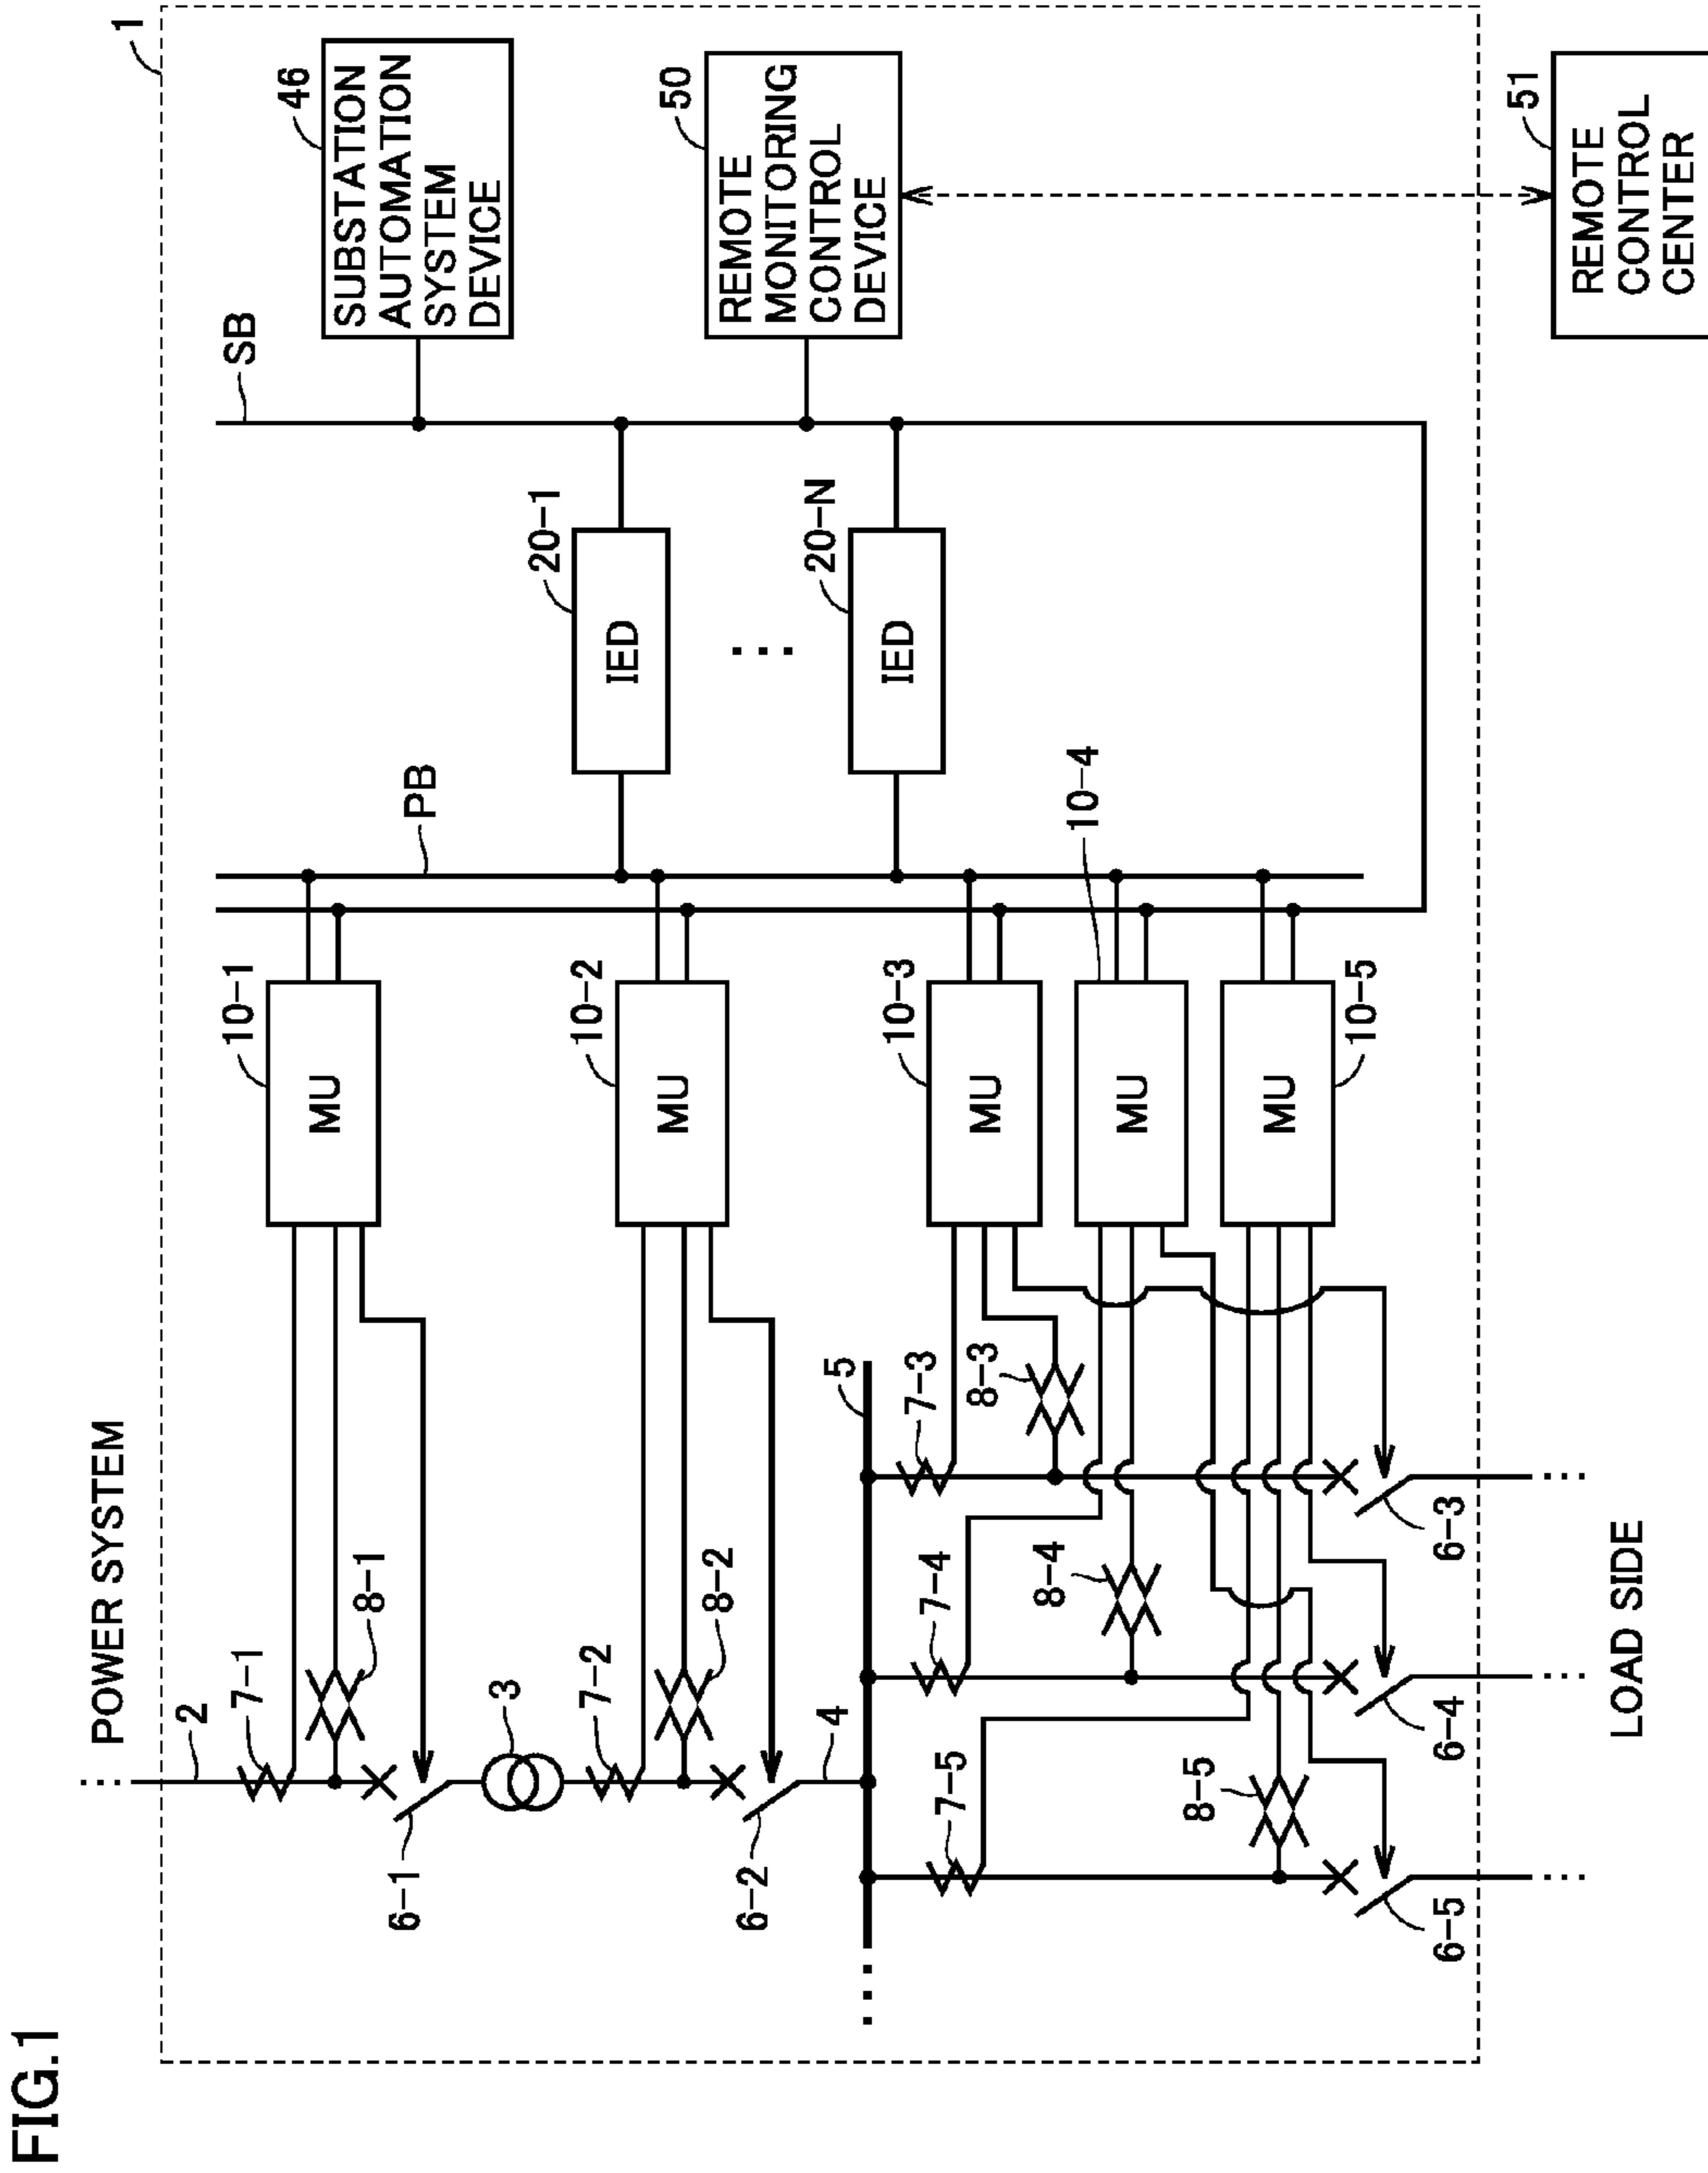 FIG.1
POWER SYSTEM
1
2
7-1
8-1
6-1
3
7-2
8-2
6-2
4
5
7-3
8-3
7-4
8-4
7-5
8-5
6-3
6-4
6-5
LOAD SIDE
10-1
MU
10-2
MU
10-3
MU
10-4
MU
10-5
MU
PB
20-1
IED
20-N
IED
SB
46
SUBSTATION
AUTOMATION
SYSTEM
DEVICE
50
REMOTE
MONITORING
CONTROL
DEVICE
51
REMOTE
CONTROL
CENTER